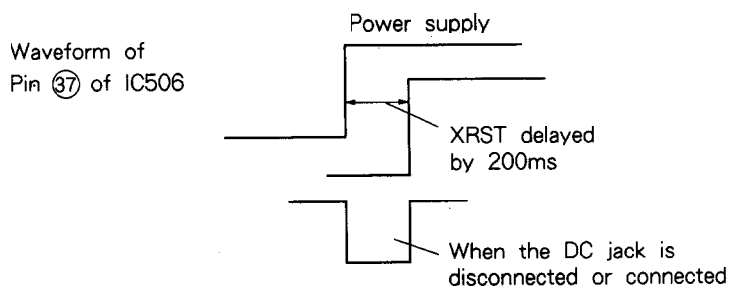 Power supply
Waveform of
Pin 37 of IC506
XRST delayed
by 200ms
When the DC jack is
disconnected or connected